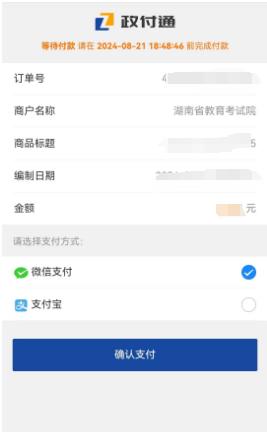 政付通
等待付款 请在 2024-08-21 18:48:46 前完成付款
订单号 4
商户名称 湖南省教育考试院
商品标题 5
编制日期
金额 元
请选择支付方式:
微信支付
支付宝
确认支付